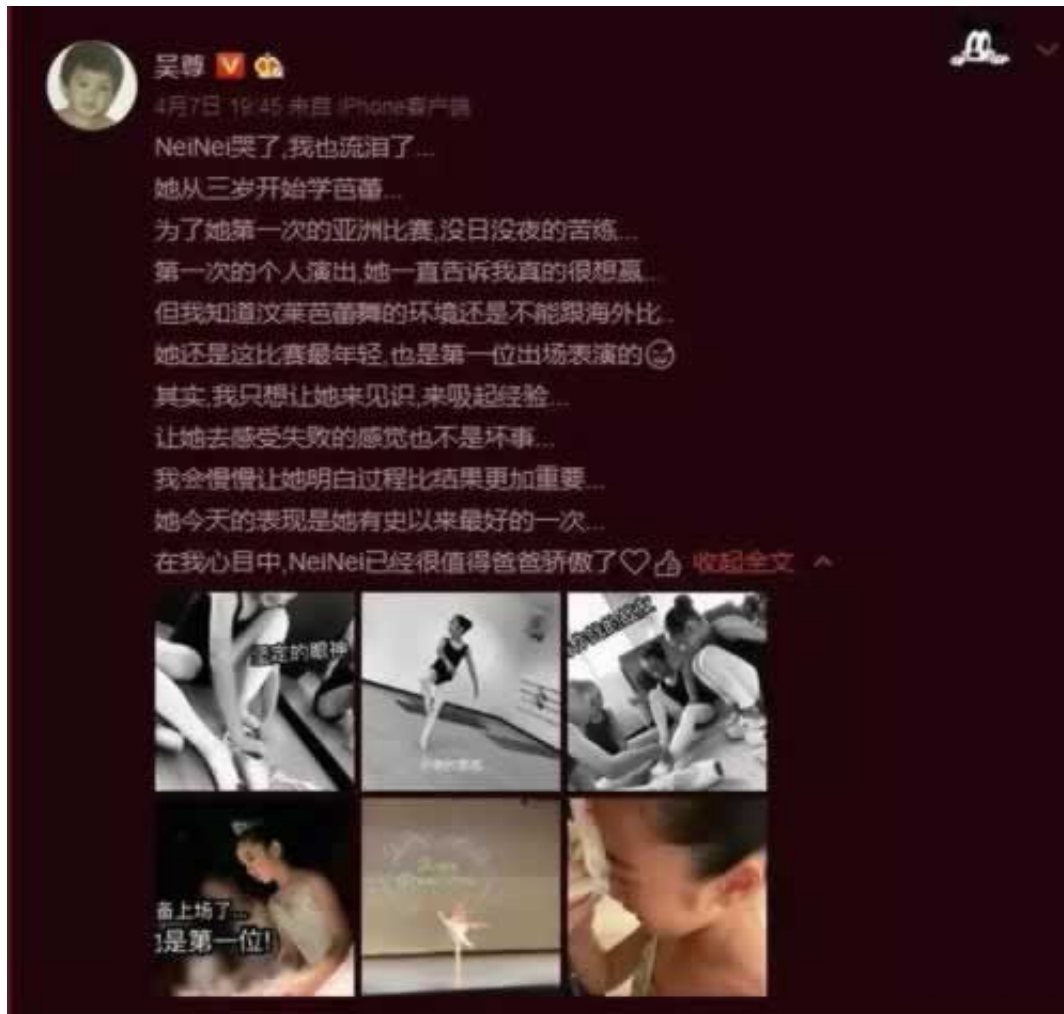 吴尊
4月7日 19:45 来自 iPhone客户端
NeiNei哭了,我也流泪了...
她从三岁开始学芭蕾...
为了她第一次的亚洲比赛,没日没夜的苦练...
第一次的个人演出,她一直告诉我真的很想赢...
但我知道汶莱芭蕾舞的环境还是不能跟海外比..
她还是这比赛最年轻,也是第一位出场表演的
其实,我只想让她来见识,来吸起经验...
让她去感受失败的感觉也不是坏事...
我会慢慢让她明白过程比结果更加重要...
她今天的表现是她有史以来最好的一次...
在我心目中,NeiNei已经很值得爸爸骄傲了♡ 收起全文
定的眼神
备上场了...
是第一位!